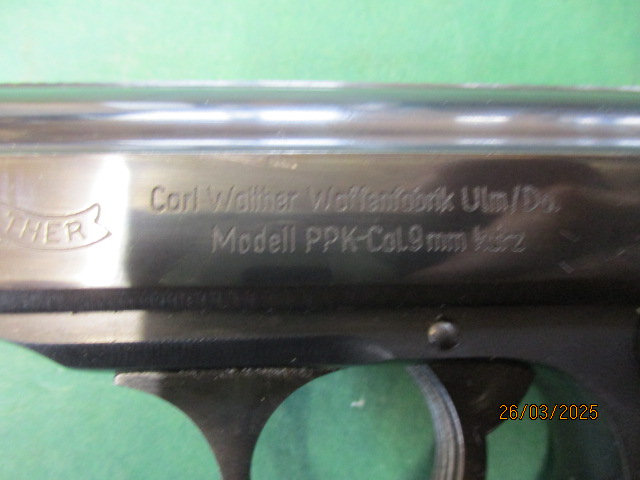 Carl Walther Waffenfabrik Ulm/Do.
Modell PPK-Cal.9mm kurz
THER
26/03/2025